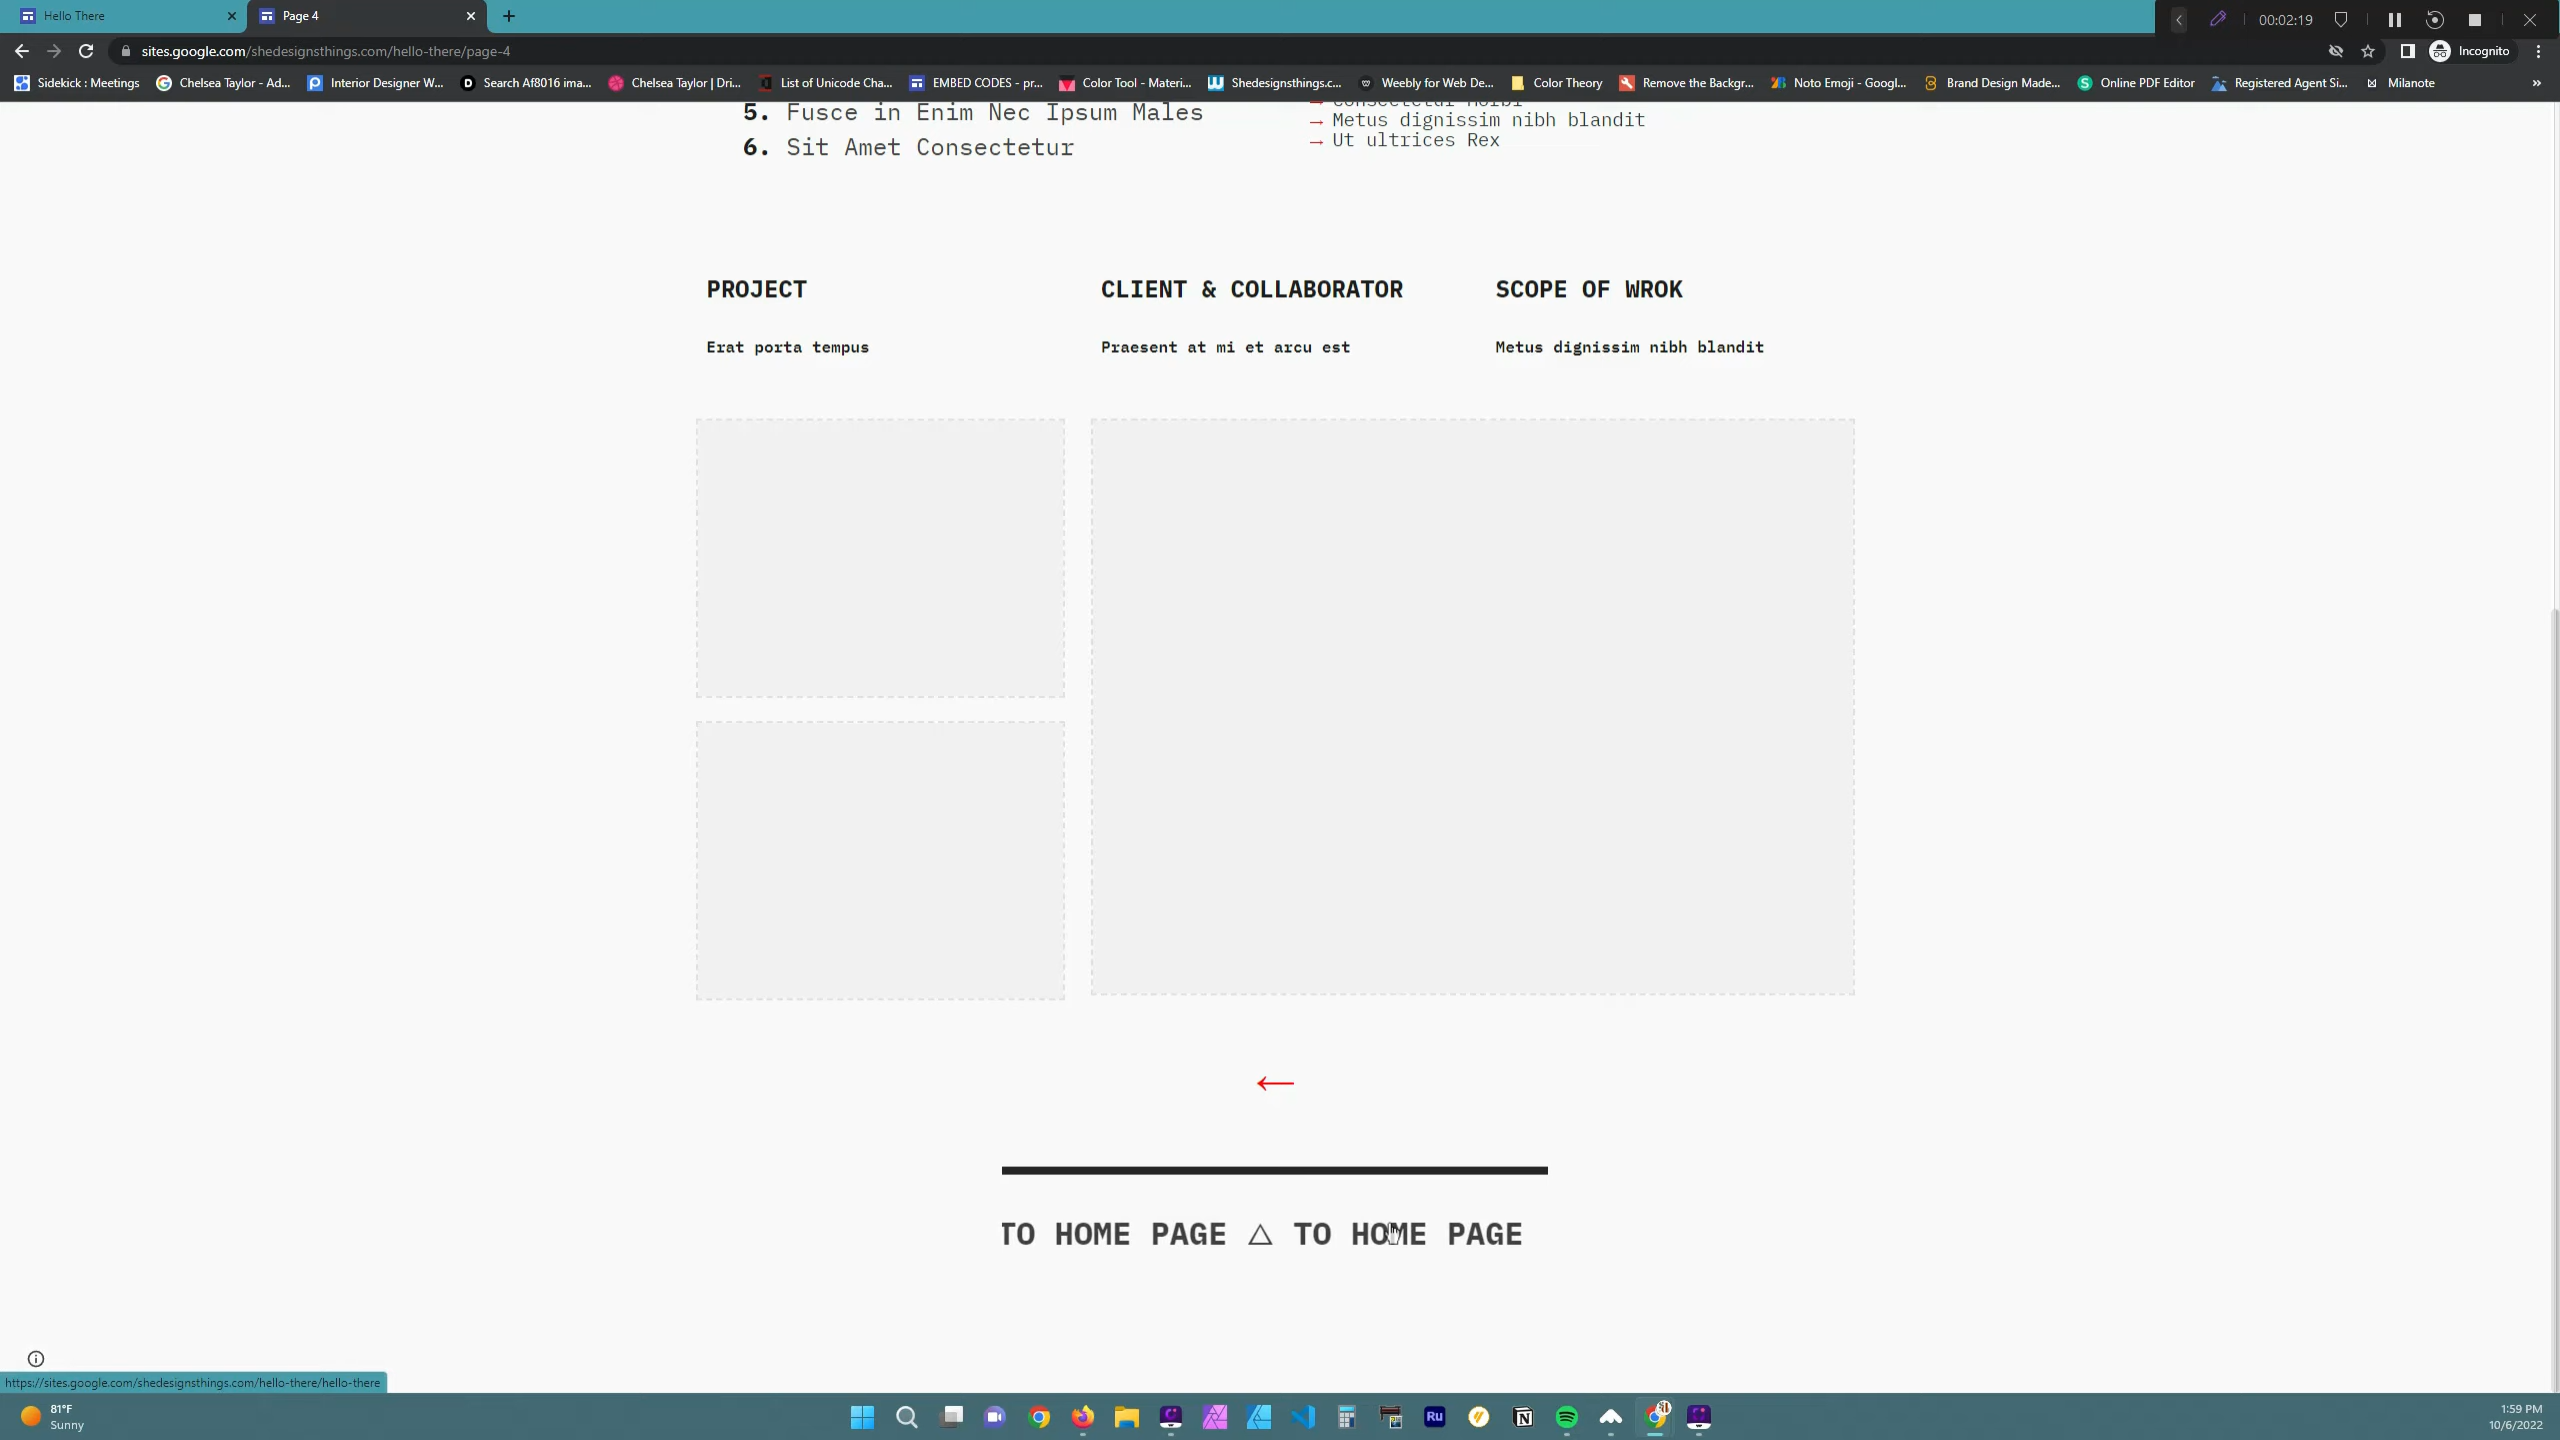 Hello There
Page 4
00:02:19
sites.google.com/shedesignsthings.com/hello-there/page-4
Incognito
Sidekick : Meetings
Chelsea Taylor - Ad...
Interior Designer W...
Search Af8016 ima...
Chelsea Taylor | Dri...
List of Unicode Cha...
EMBED CODES - pr...
Color Tool - Materi...
Shedesignsthings.c...
Weebly for Web De...
Color Theory
Remove the Backgr...
Noto Emoji - Googl...
Brand Design Made...
Online PDF Editor
Registered Agent Si...
Milanote
»
5. Fusce in Enim Nec Ipsum Males
6. Sit Amet Consectetur
→ Consectetur Morbi
→ Metus dignissim nibh blandit
→ Ut ultrices Rex
PROJECT
Erat porta tempus
CLIENT & COLLABORATOR
Praesent at mi et arcu est
SCOPE OF WROK
Metus dignissim nibh blandit
←
TO HOME PAGE △ TO HOME PAGE
https://sites.google.com/shedesignsthings.com/hello-there/hello-there
81°F
Sunny
Ru
1:59 PM
10/6/2022